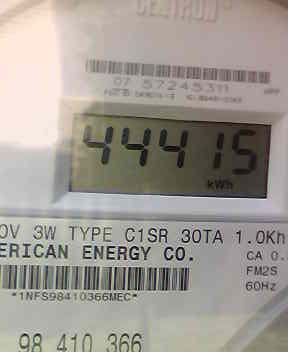 CENTRON®
07 57245311
44415
kWh
0V 3W TYPE C1SR 30TA 1.0Kh
ERICAN ENERGY CO.
CA 0.
FM2S
*1NFS98410366MEC*
60Hz
98 410 366